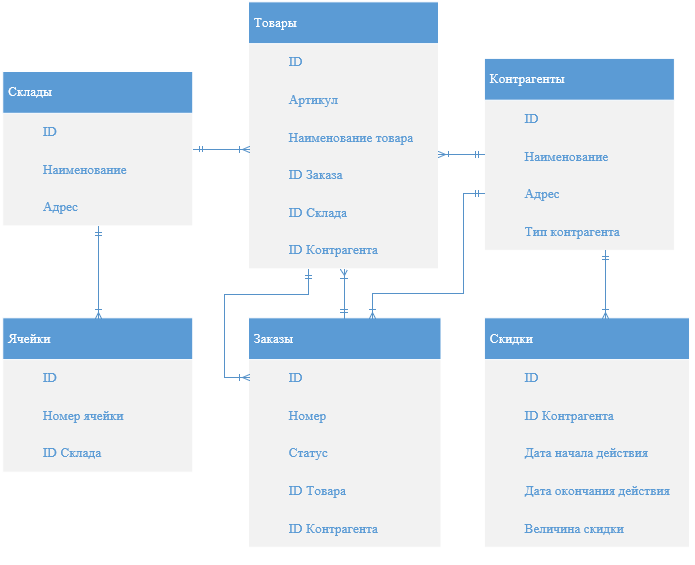 Склады
ID
Наименование
Адрес
Товары
ID
Артикул
Наименование товара
ID Заказа
ID Склада
ID Контрагента
Контрагенты
ID
Наименование
Адрес
Тип контрагента
Ячейки
ID
Номер ячейки
ID Склада
Заказы
ID
Номер
Статус
ID Товара
ID Контрагента
Скидки
ID
ID Контрагента
Дата начала действия
Дата окончания действия
Величина скидки